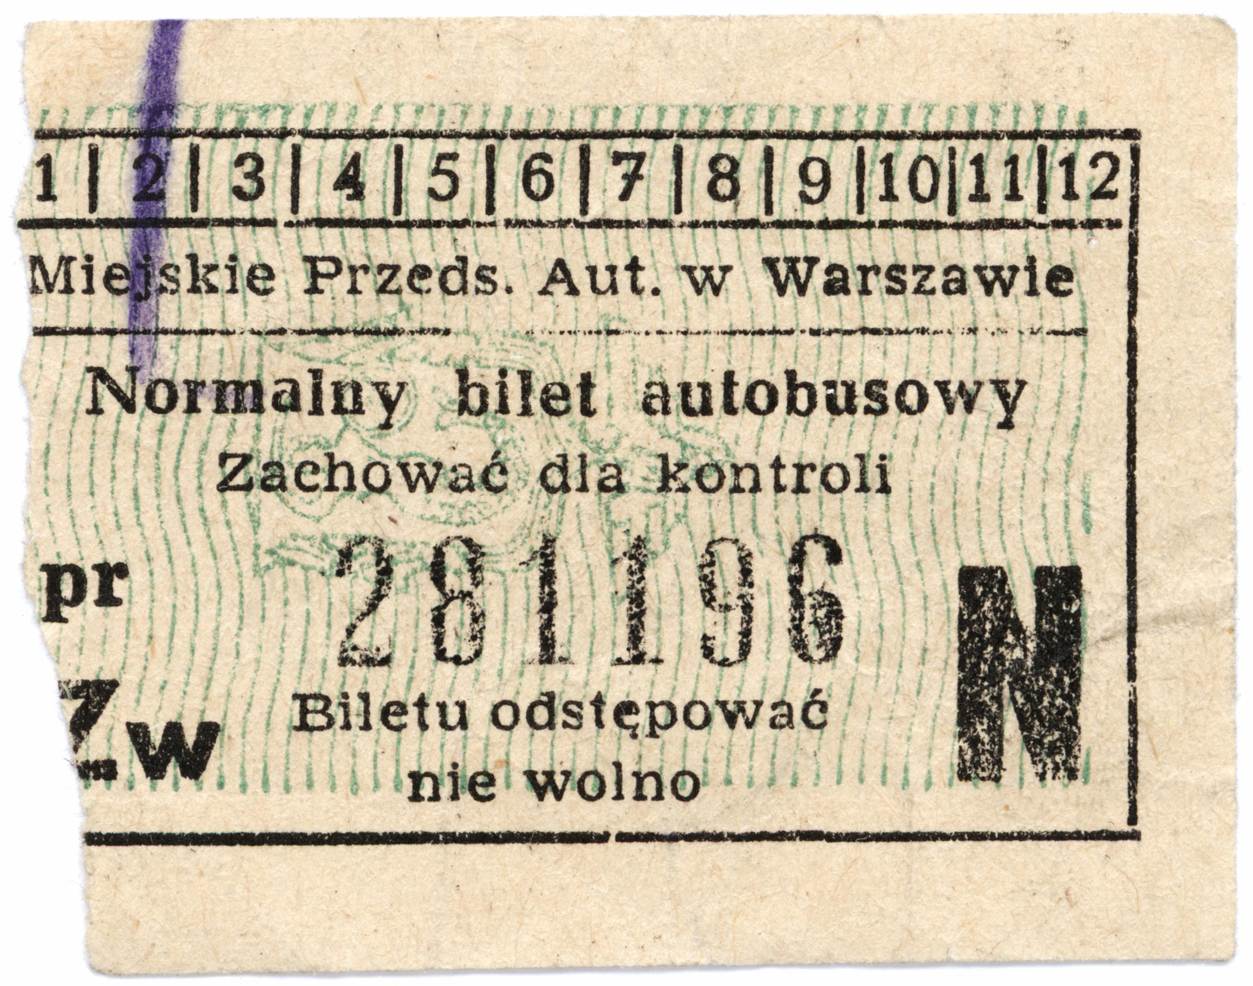 1 | 2 | 3 | 4 | 5 | 6 | 7 | 8 | 9 | 10 | 11 | 12
Miejskie Przeds. Aut. w Warszawie
Normalny bilet autobusowy
Zachować dla kontroli
pr
281196
N
Zw
Biletu odstępować
nie wolno